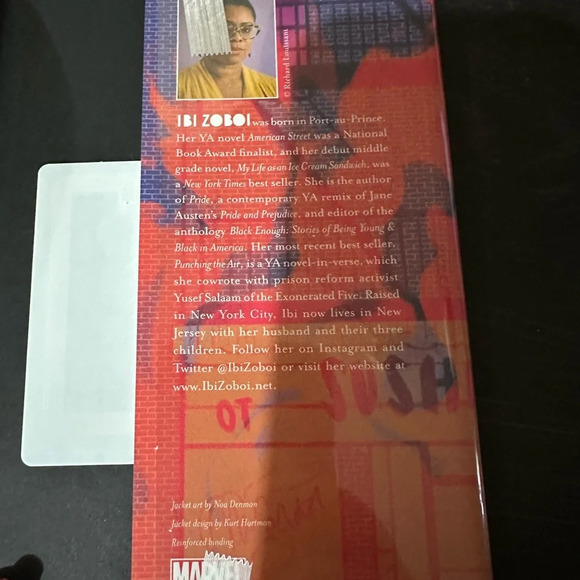 © Richard Louissaint
IBI ZOBOI was born in Port-au-Prince.
Her YA novel American Street was a National
Book Award finalist, and her debut middle
grade novel, My Life as an Ice Cream Sandwich, was
a New York Times best seller. She is the author
of Pride, a contemporary YA remix of Jane
Austen's Pride and Prejudice, and editor of the
anthology Black Enough: Stories of Being Young &
Black in America. Her most recent best seller,
Punching the Air, is a YA novel-in-verse, which
she cowrote with prison reform activist
Yusef Salaam of the Exonerated Five. Raised
in New York City, Ibi now lives in New
Jersey with her husband and their three
children. Follow her on Instagram and
Twitter @IbiZoboi or visit her website at
www.IbiZoboi.net.
TO
Jacket art by Noa Denmon
Jacket design by Kurt Hartman
Reinforced binding
MARVEL